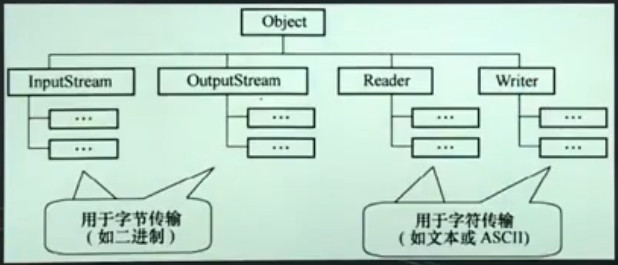 Object
InputStream
OutputStream
Reader
Writer
...
...
...
...
...
...
...
...
用于字节传输
(如二进制)
用于字符传输
(如文本或 ASCII)